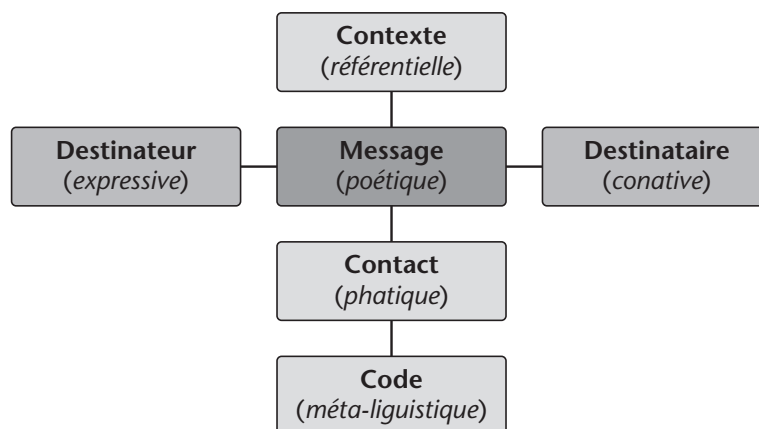 Contexte
(référentielle)
Destinateur
(expressive)
Message
(poétique)
Destinataire
(conative)
Contact
(phatique)
Code
(méta-liguistique)